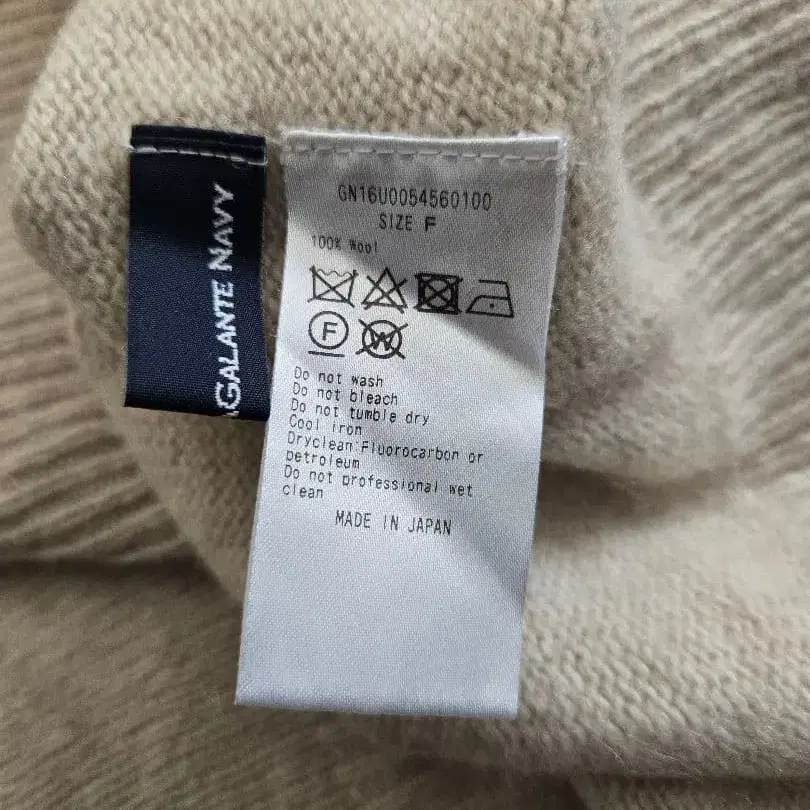 GALANTE NAVY
GN16U0054560100
SIZE F
100% Wool
F
W
Do not wash
Do not bleach
Do not tumble dry
Cool iron
Dryclean Fluorocarbon or
petroleum
Do not professional wet
clean
MADE IN JAPAN